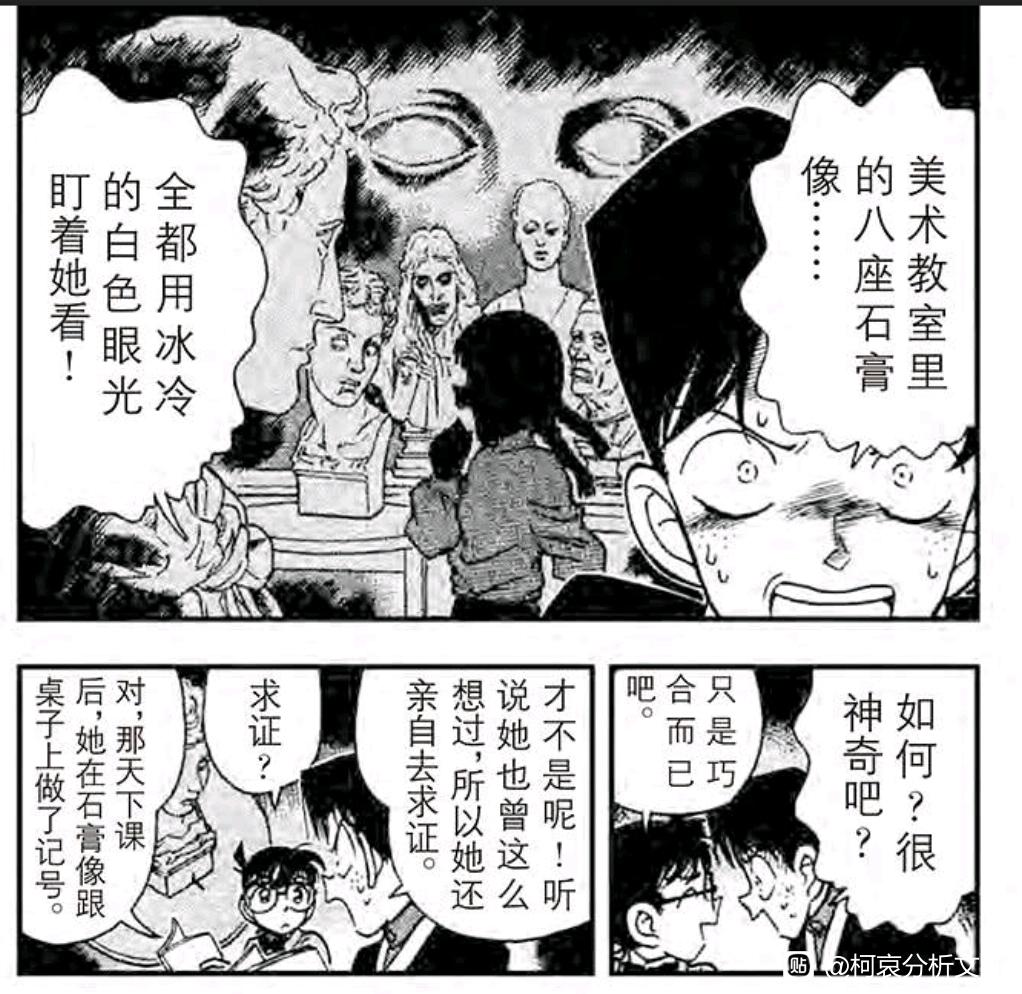 美术教室里
的八座石膏
像……
全都用冰冷
的白色眼光
盯着她看！
如何？很
神奇吧？
只是巧
合而已
吧。
才不是呢！听
说她也曾这么
想过，所以她还
亲自去求证。
求证？
对，那天下课
后，她在石膏像跟
桌子上做了记号。
贴 @柯哀分析文